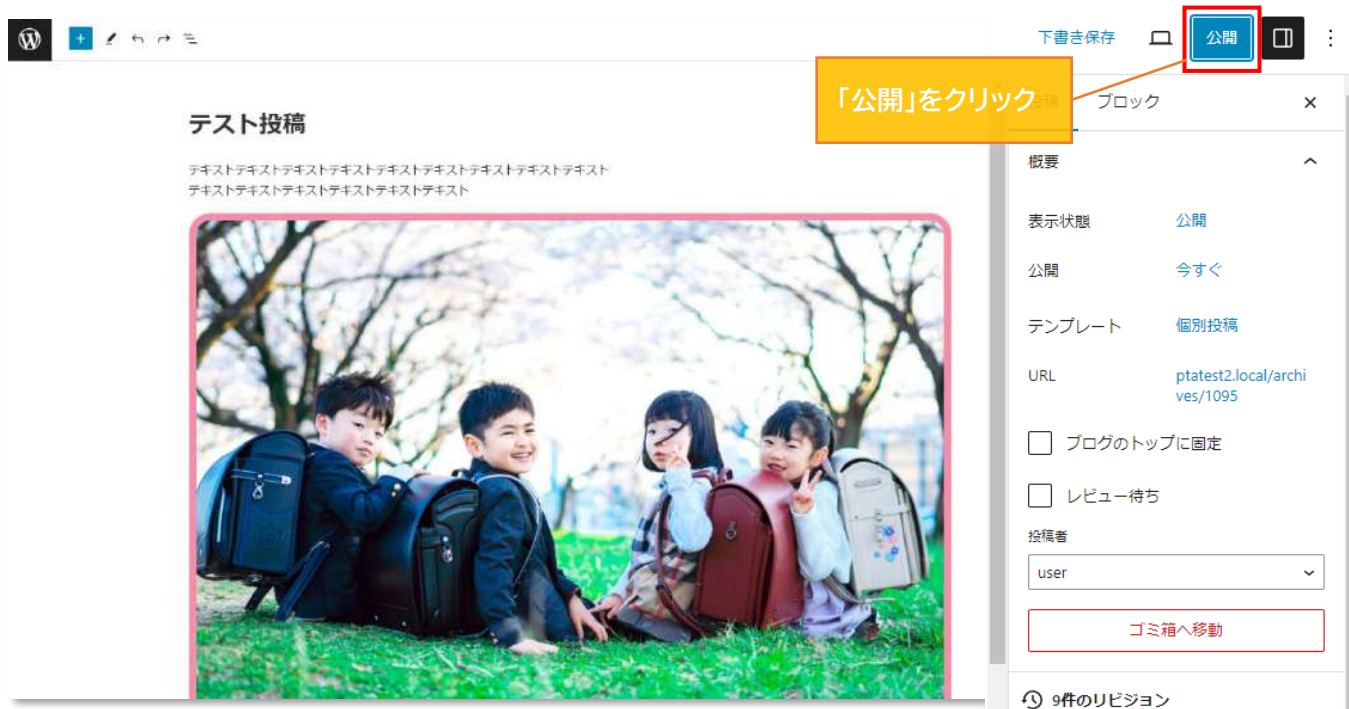 下書き保存
公開
「公開」をクリック
投稿 ブロック
テスト投稿
テキストテキストテキストテキストテキストテキストテキストテキストテキスト
テキストテキストテキストテキストテキストテキスト
概要
表示状態 公開
公開 今すぐ
テンプレート 個別投稿
URL ptatest2.local/archi
ves/1095
ブログのトップに固定
レビュー待ち
投稿者
user
ゴミ箱へ移動
9件のリビジョン